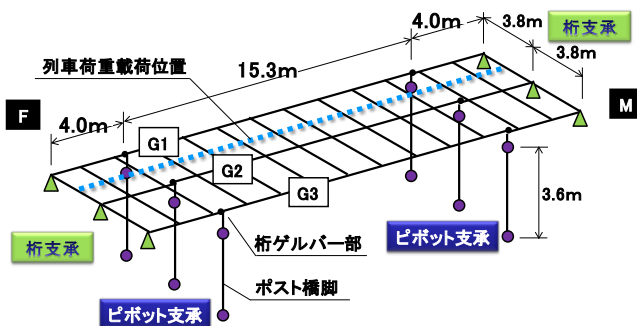 4.0m
3.8m
桁支承
3.8m
列車荷重載荷位置
15.3m
F
M
4.0m
G1
G2
G3
3.6m
桁支承
桁ゲルバー部
ピボット支承
ポスト橋脚
ピボット支承